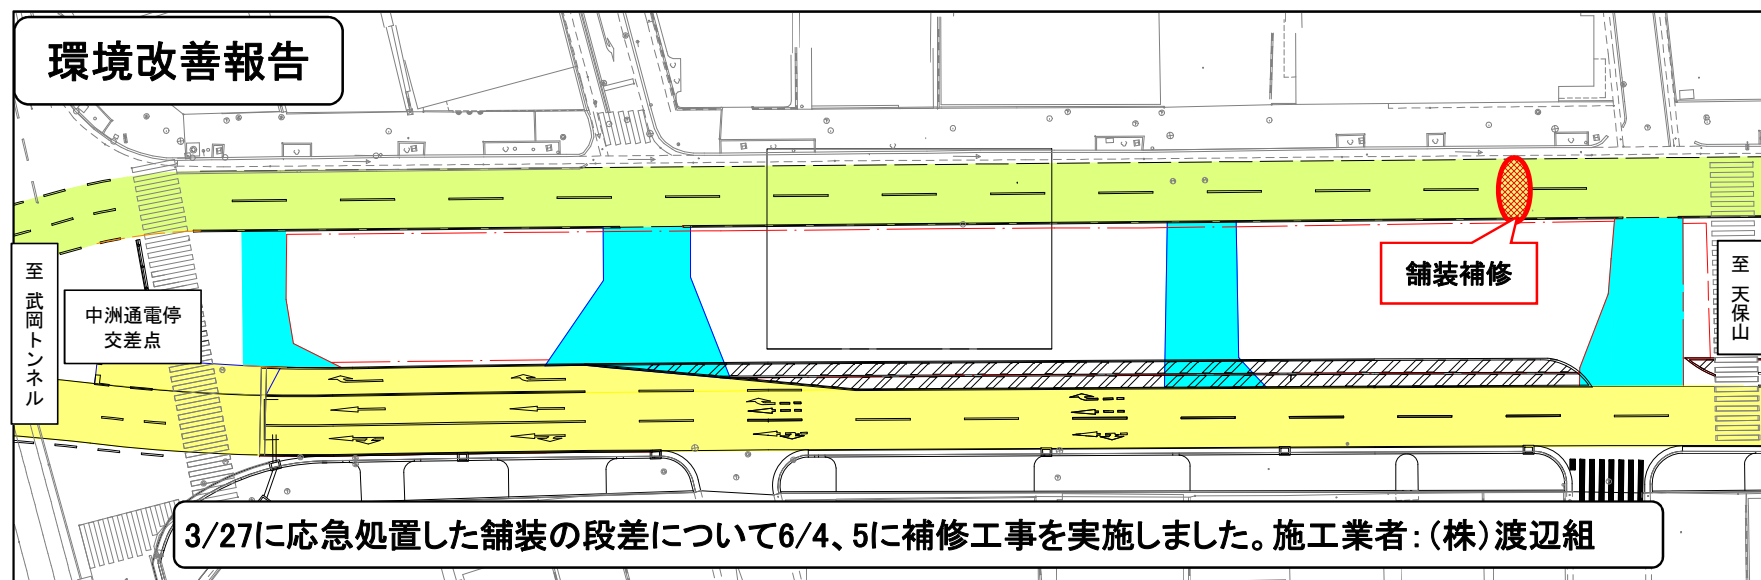 環境改善報告
至 武岡トンネル
中洲通電停
交差点
舗装補修
至 天保山
3/27に応急処置した舗装の段差について6/4、5に補修工事を実施しました。施工業者：(株)渡辺組